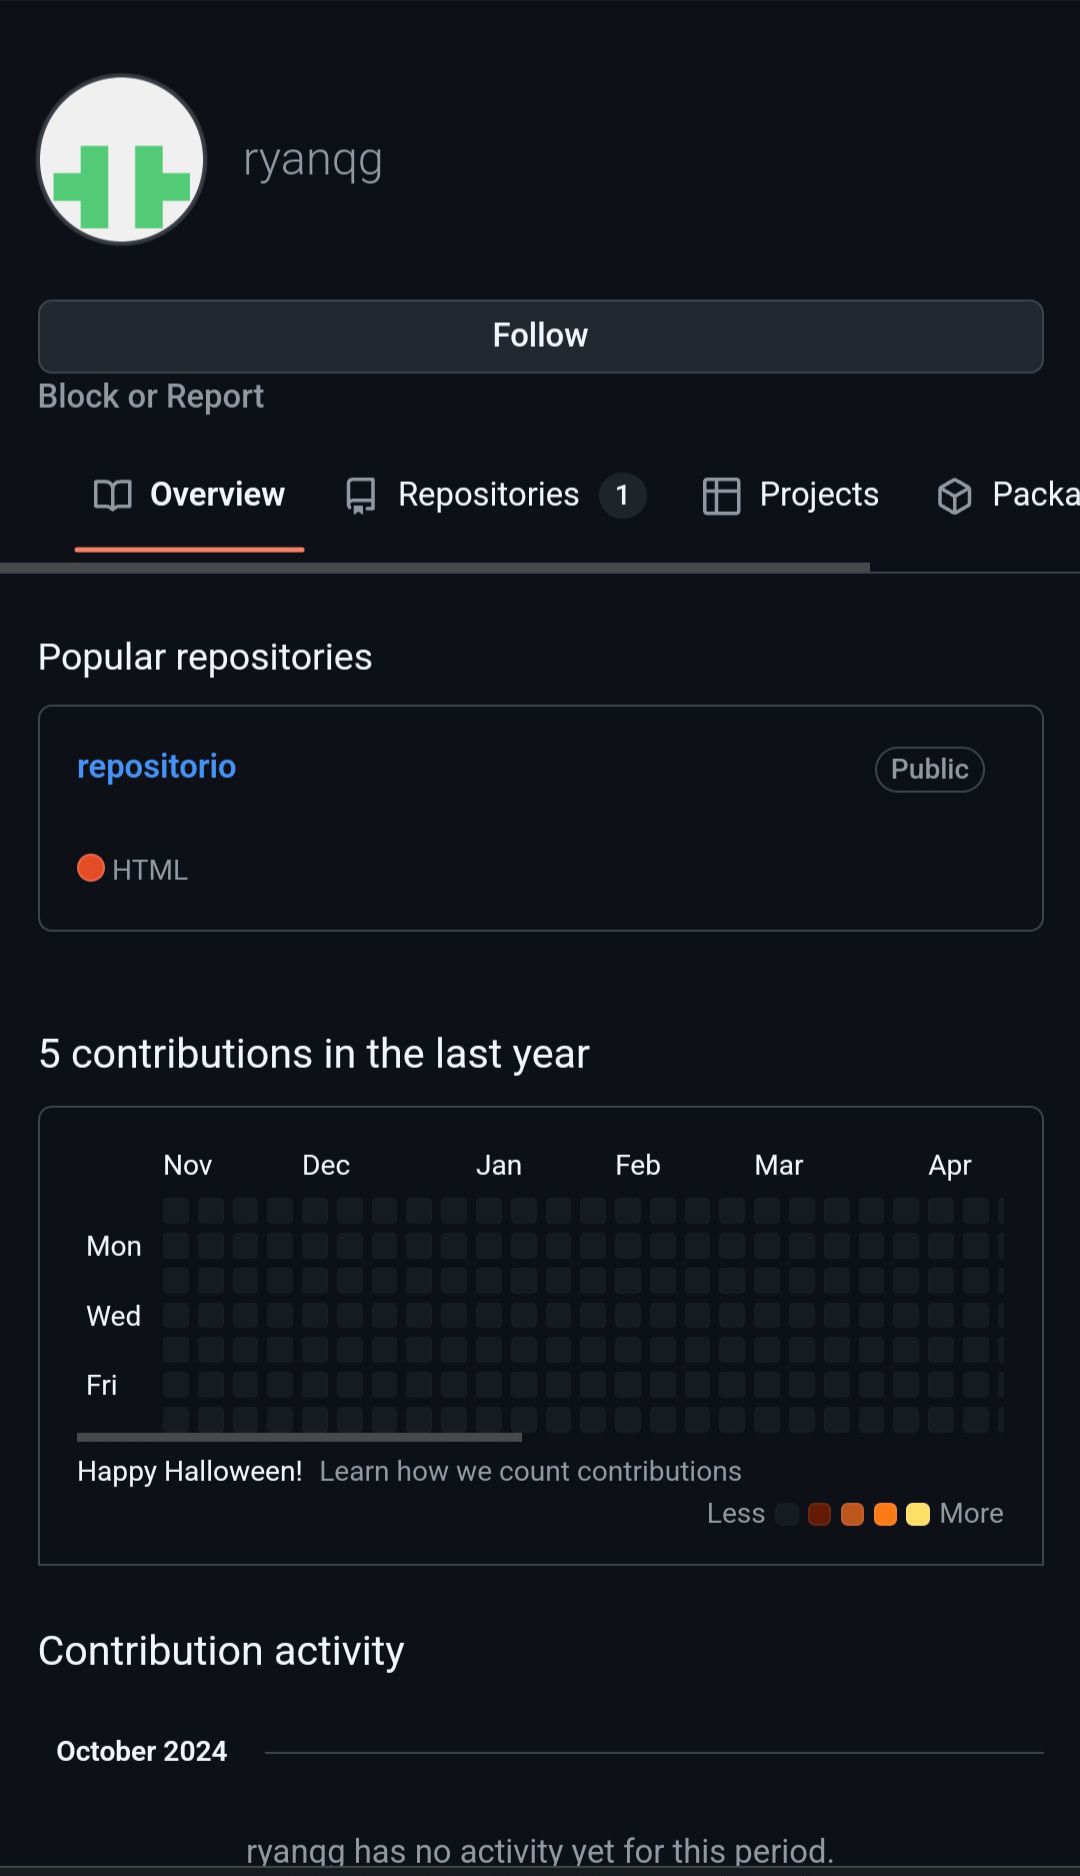 ryanqg
Follow
Block or Report
Overview Repositories 1 Projects Packa
Popular repositories
repositorio Public
HTML
5 contributions in the last year
Nov Dec Jan Feb Mar Apr
Mon
Wed
Fri
Happy Halloween! Learn how we count contributions
Less More
Contribution activity
October 2024
ryanqg has no activity yet for this period.